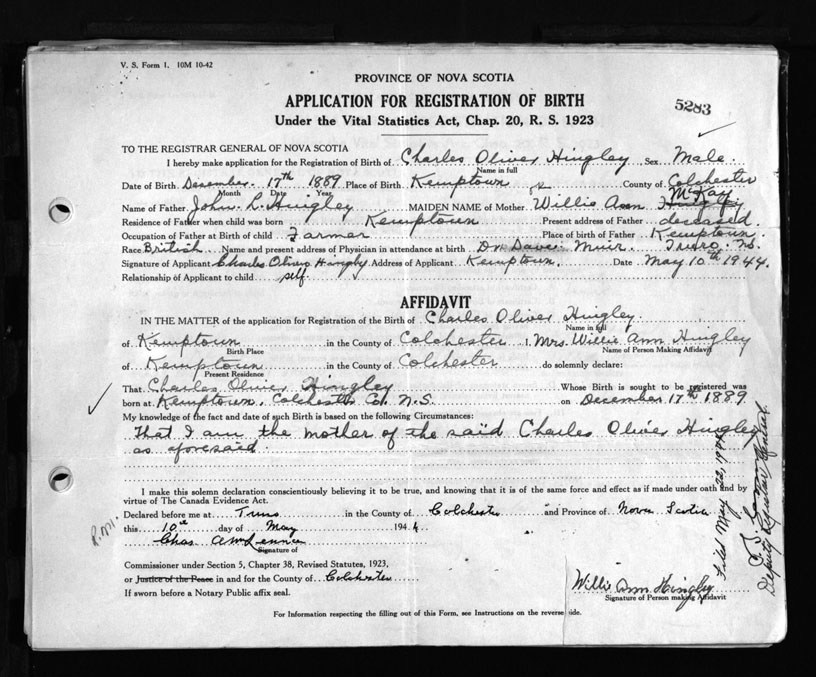 V. S. Form 1. 10M 10-42
PROVINCE OF NOVA SCOTIA
5283
APPLICATION FOR REGISTRATION OF BIRTH
Under the Vital Statistics Act, Chap. 20, R. S. 1923
TO THE REGISTRAR GENERAL OF NOVA SCOTIA
I hereby make application for the Registration of Birth of Charles Oliver Hingley Sex Male.
Name in full
Date of Birth December 17th 1889 Place of Birth Kemptown County of Colchester
Month Date Year
McKay
Name of Father John L. Hingley MAIDEN NAME of Mother Willie Ann
Residence of Father when child was born Kemptown Present address of Father deceased.
Occupation of Father at Birth of child Farmer Place of birth of Father Kemptown
Race British Name and present address of Physician in attendance at birth Dr. David Muir. Truro. N.S.
Signature of Applicant Charles Oliver Hingley Address of Applicant Kemptown. Date May 10th 1944.
Relationship of Applicant to child self.
AFFIDAVIT
IN THE MATTER of the application for Registration of the Birth of Charles Oliver Hingley
Name in full
of Kemptown in the County of Colchester I, Mrs. Willie Ann Hingley
Birth Place Name of Person Making Affidavit
of Kemptown in the County of Colchester do solemnly declare:
Present Residence
That Charles Oliver Hingley Whose Birth is sought to be registered was
born at Kemptown, Colchester Co. N.S. on December 17th 1889
My knowledge of the fact and date of such Birth is based on the following Circumstances:
That I am the mother of the said Charles Oliver Hingley
as aforesaid.
I make this solemn declaration conscientiously believing it to be true, and knowing that it is of the same force and effect as if made under oath and by
virtue of The Canada Evidence Act.
Declared before me at Truro in the County of Colchester and Province of Nova Scotia
this 10th day of May 1944
Chas A McLennan
Signature of
Commissioner under Section 5, Chapter 38, Revised Statutes, 1923,
or Justice of the Peace in and for the County of Colchester
If sworn before a Notary Public affix seal.
Willie Ann Hingley
Signature of Person making Affidavit
For Information respecting the filling out of this Form, see Instructions on the reverse side.
Filed May 22, 1944
Deputy Registrar General